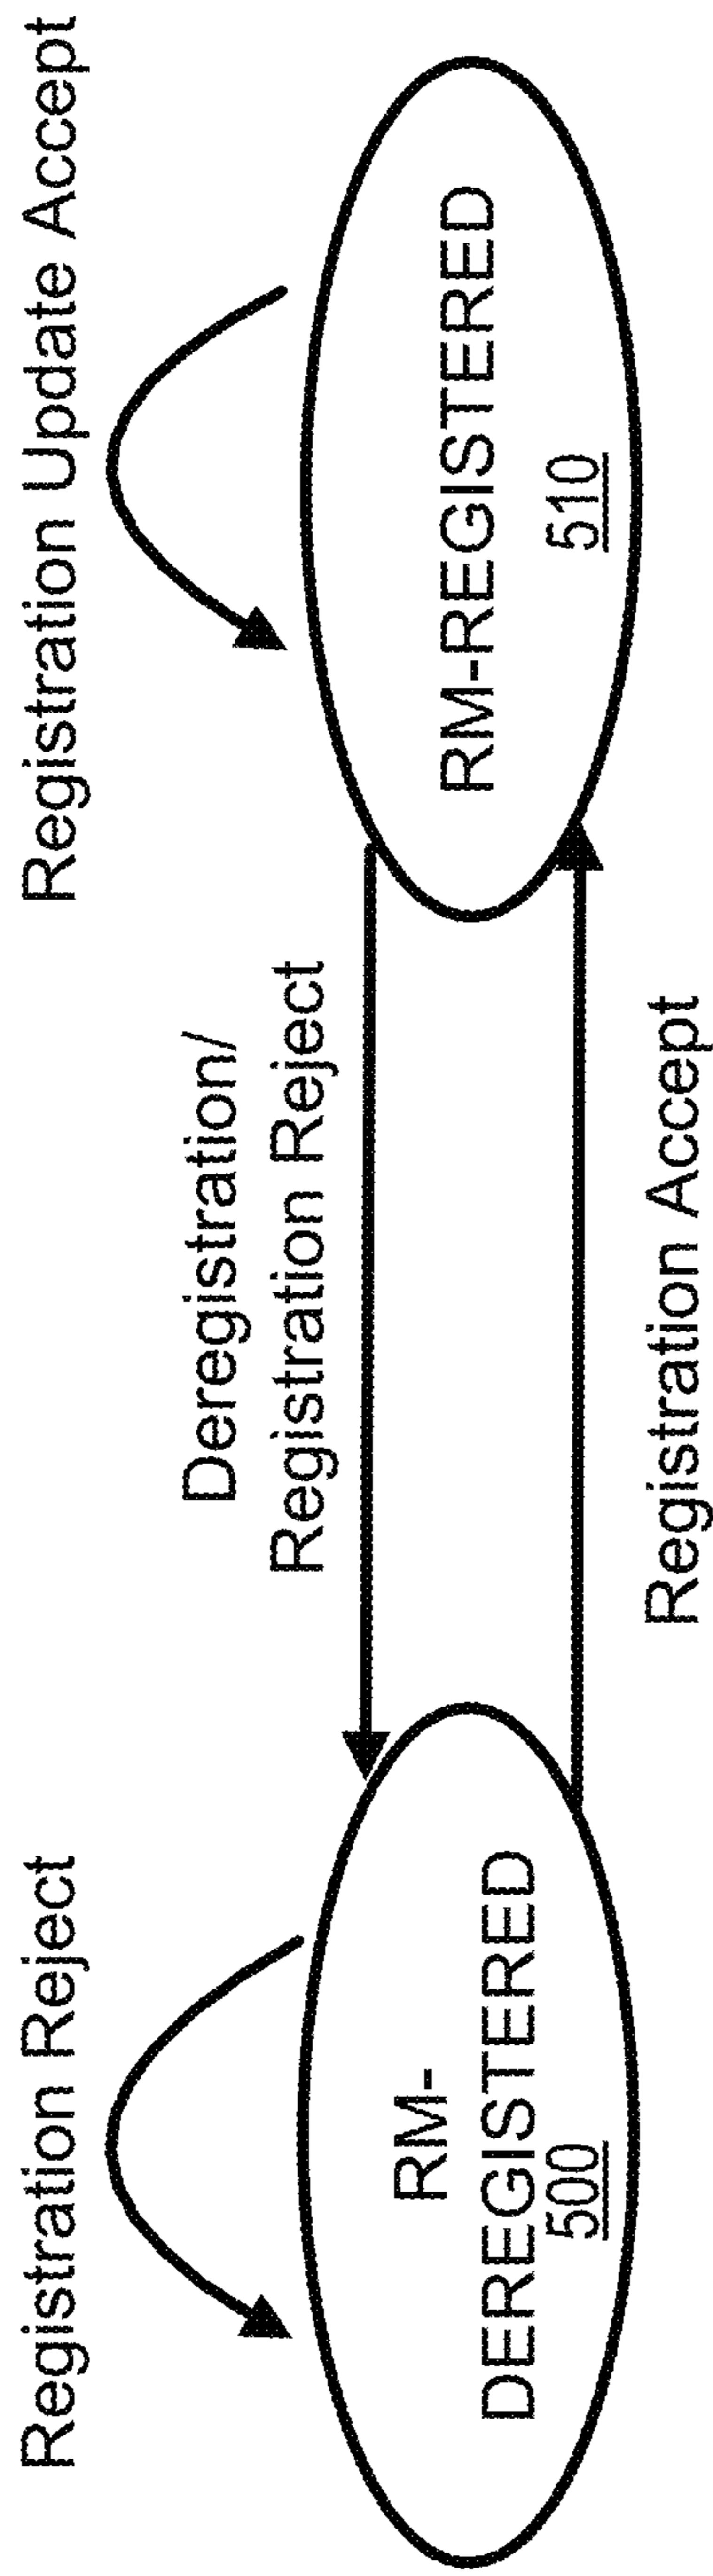 Registration Reject
Registration Update Accept
Deregistration/
Registration Reject
RM-
DEREGISTERED
500
RM-REGISTERED
510
Registration Accept